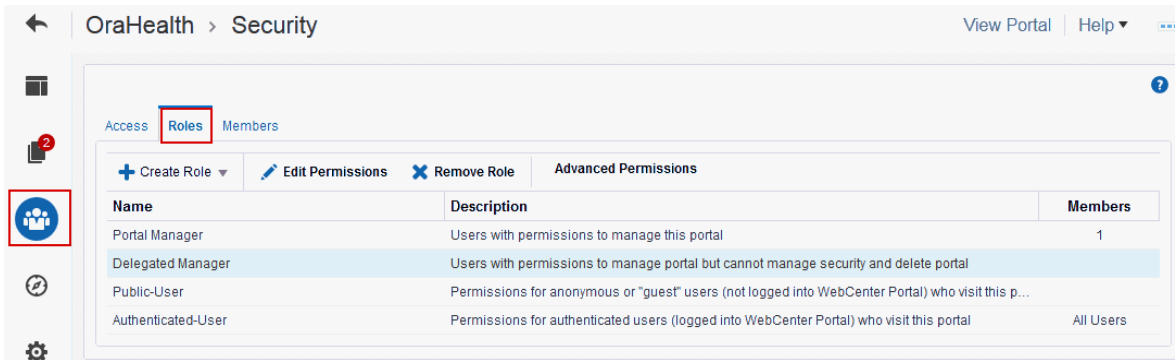 OraHealth > Security
View Portal
Help
2
?
Access
Roles
Members
Create Role
Edit Permissions
Remove Role
Advanced Permissions
Name Description Members
Portal Manager Users with permissions to manage this portal 1
Delegated Manager Users with permissions to manage portal but cannot manage security and delete portal
Public-User Permissions for anonymous or "guest" users (not logged into WebCenter Portal) who visit this p...
Authenticated-User Permissions for authenticated users (logged into WebCenter Portal) who visit this portal All Users